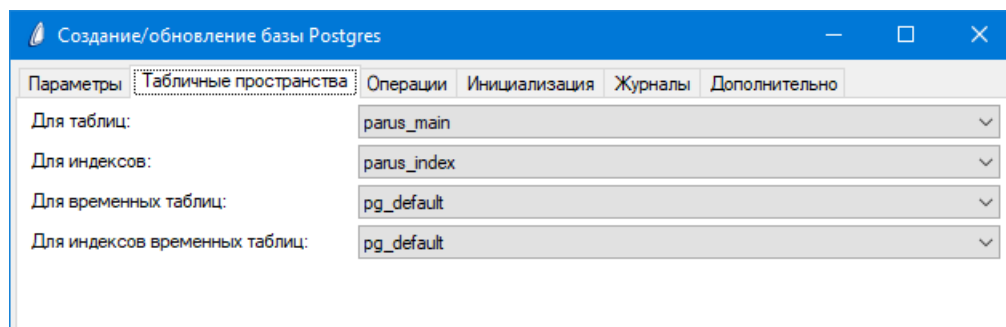 Создание/обновление базы Postgres
Параметры Табличные пространства Операции Инициализация Журналы Дополнительно
Для таблиц: parus_main
Для индексов: parus_index
Для временных таблиц: pg_default
Для индексов временных таблиц: pg_default